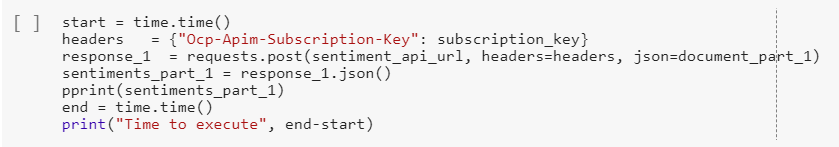 [ ] start = time.time()
headers   = {"Ocp-Apim-Subscription-Key": subscription_key}
response_1  = requests.post(sentiment_api_url, headers=headers, json=document_part_1)
sentiments_part_1 = response_1.json()
pprint(sentiments_part_1)
end = time.time()
print("Time to execute", end-start)